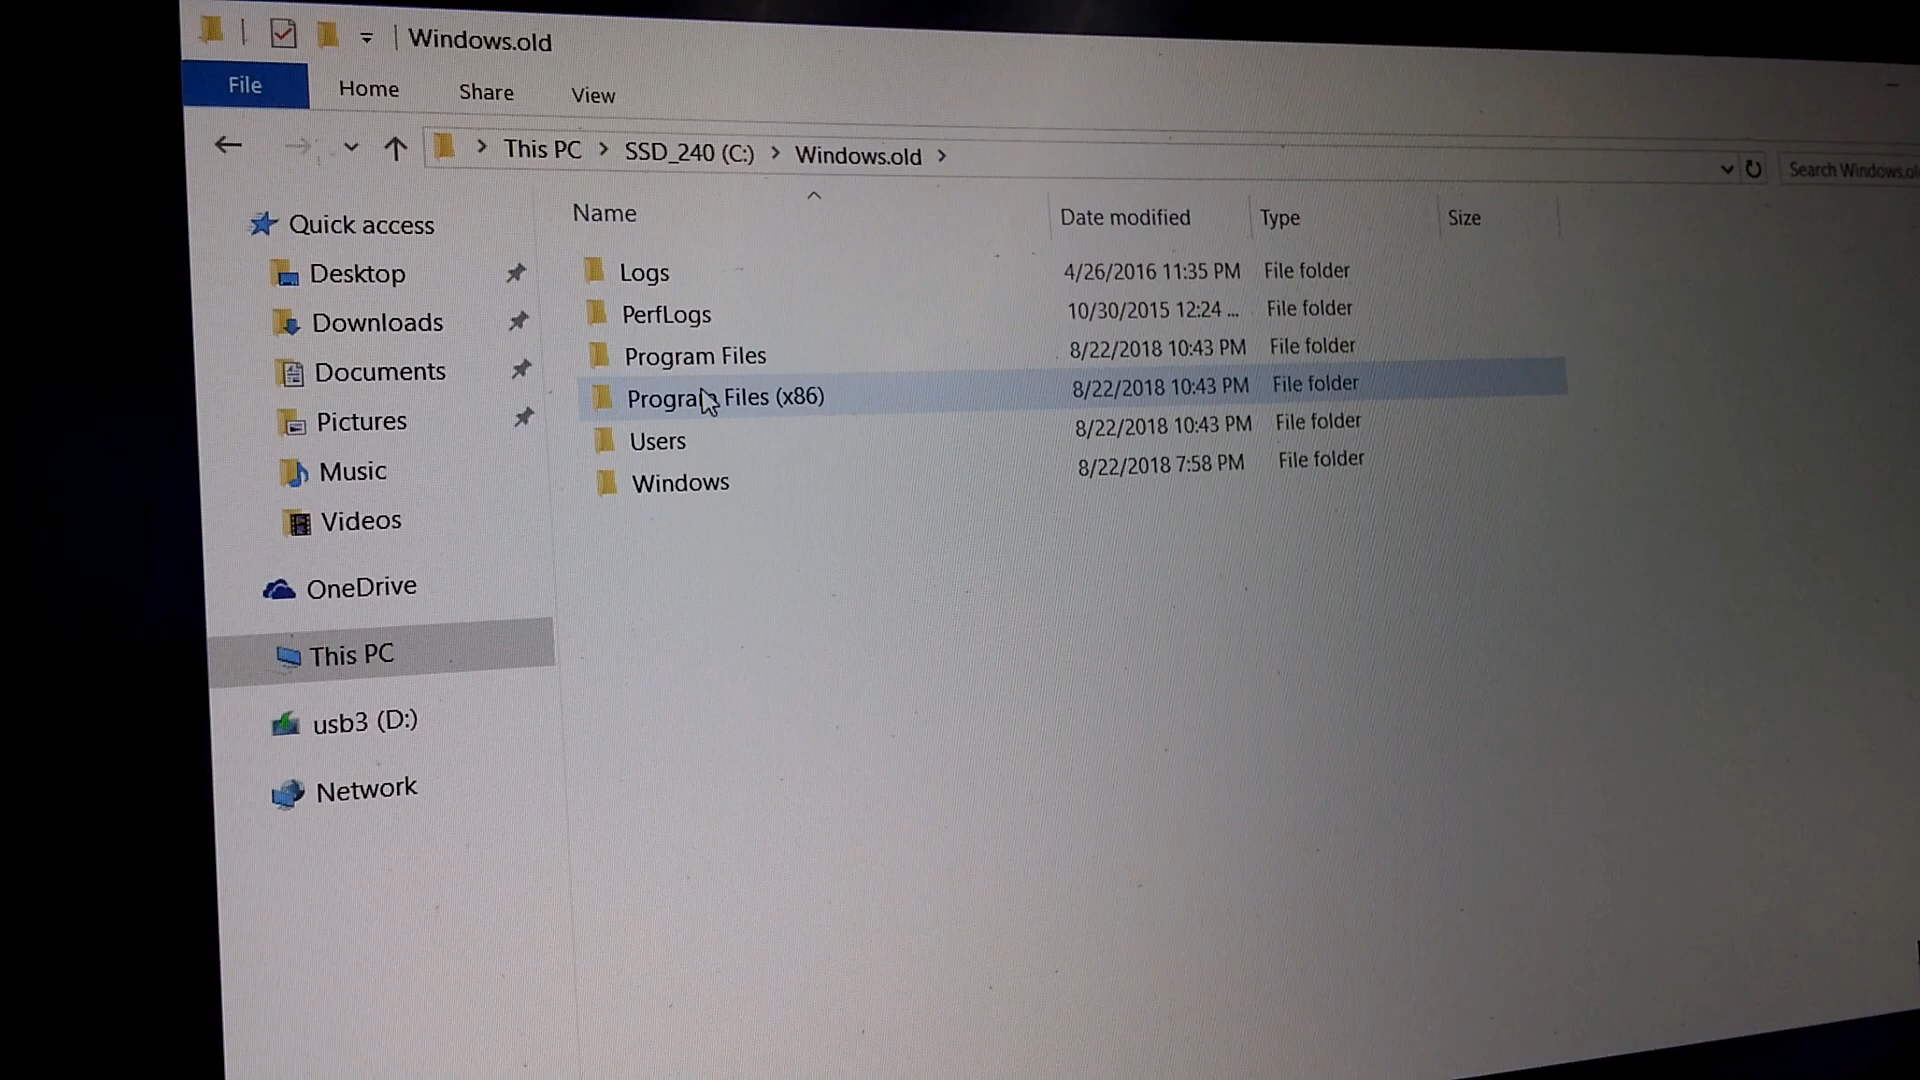 Windows.old
File Home Share View
This PC > SSD_240 (C:) > Windows.old >
Search Windows.ol
Name Date modified Type Size
Quick access
Desktop
Downloads
Documents
Pictures
Music
Videos
OneDrive
This PC
usb3 (D:)
Network
Logs 4/26/2016 11:35 PM File folder
PerfLogs 10/30/2015 12:24 ... File folder
Program Files 8/22/2018 10:43 PM File folder
Program Files (x86) 8/22/2018 10:43 PM File folder
Users 8/22/2018 10:43 PM File folder
Windows 8/22/2018 7:58 PM File folder